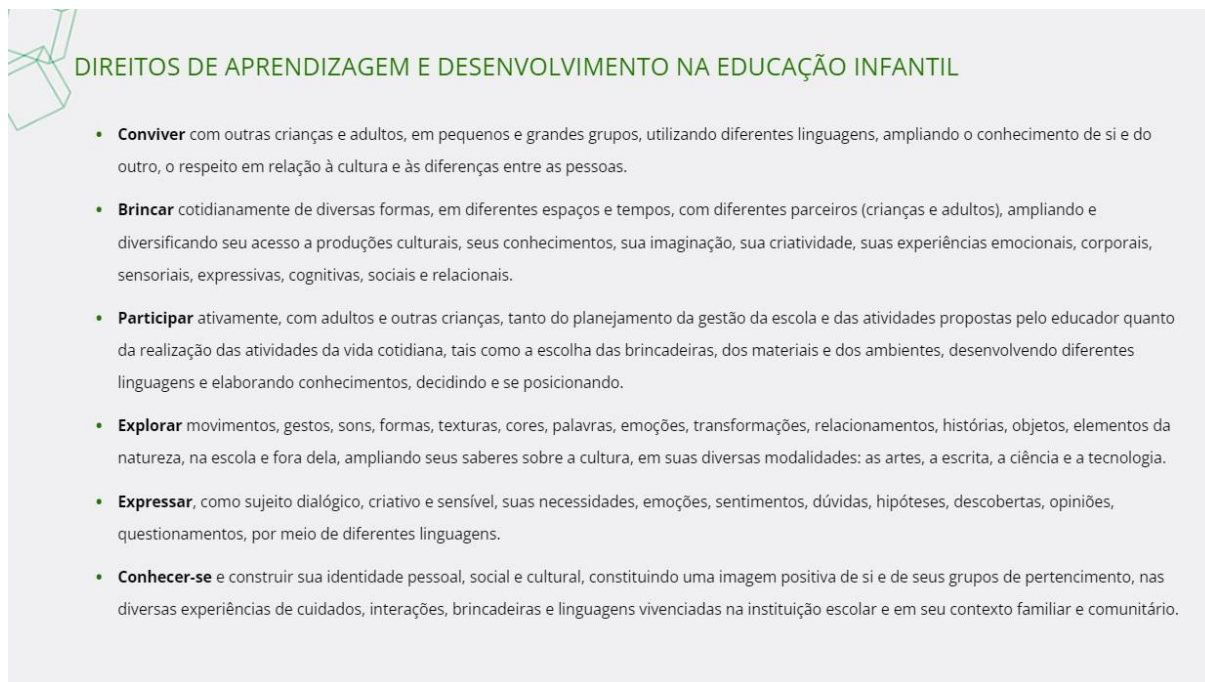 DIREITOS DE APRENDIZAGEM E DESENVOLVIMENTO NA EDUCAÇÃO INFANTIL
• Conviver com outras crianças e adultos, em pequenos e grandes grupos, utilizando diferentes linguagens, ampliando o conhecimento de si e do
outro, o respeito em relação à cultura e às diferenças entre as pessoas.
• Brincar cotidianamente de diversas formas, em diferentes espaços e tempos, com diferentes parceiros (crianças e adultos), ampliando e
diversificando seu acesso a produções culturais, seus conhecimentos, sua imaginação, sua criatividade, suas experiências emocionais, corporais,
sensoriais, expressivas, cognitivas, sociais e relacionais.
• Participar ativamente, com adultos e outras crianças, tanto do planejamento da gestão da escola e das atividades propostas pelo educador quanto
da realização das atividades da vida cotidiana, tais como a escolha das brincadeiras, dos materiais e dos ambientes, desenvolvendo diferentes
linguagens e elaborando conhecimentos, decidindo e se posicionando.
• Explorar movimentos, gestos, sons, formas, texturas, cores, palavras, emoções, transformações, relacionamentos, histórias, objetos, elementos da
natureza, na escola e fora dela, ampliando seus saberes sobre a cultura, em suas diversas modalidades: as artes, a escrita, a ciência e a tecnologia.
• Expressar, como sujeito dialógico, criativo e sensível, suas necessidades, emoções, sentimentos, dúvidas, hipóteses, descobertas, opiniões,
questionamentos, por meio de diferentes linguagens.
• Conhecer-se e construir sua identidade pessoal, social e cultural, constituindo uma imagem positiva de si e de seus grupos de pertencimento, nas
diversas experiências de cuidados, interações, brincadeiras e linguagens vivenciadas na instituição escolar e em seu contexto familiar e comunitário.